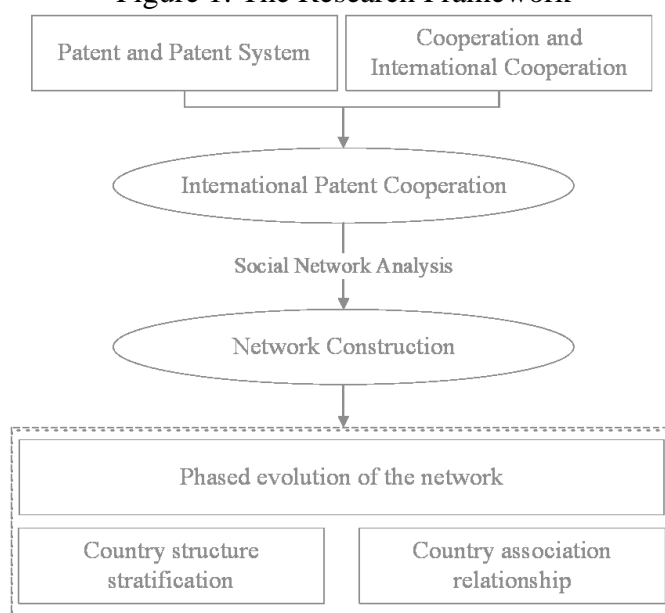 Figure 1: The Research Framework
Patent and Patent System
Cooperation and
International Cooperation
International Patent Cooperation
Social Network Analysis
Network Construction
Phased evolution of the network
Country structure
stratification
Country association
relationship